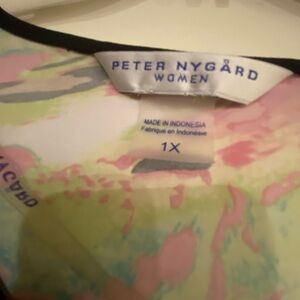 PETER NYGÅRD
WOMEN
MADE IN INDONESIA
Fabriqué en Indonésie
1X